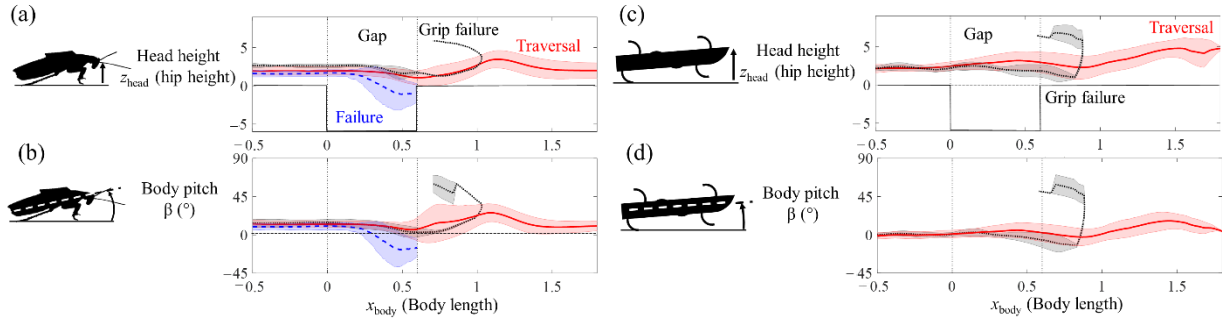 (a)
Head height
z_head (hip height)
5
0
−5
Gap
Grip failure
Traversal
Failure
−0.5 0 0.5 1 1.5
(b)
Body pitch
β (°)
90
45
0
−45
−0.5 0 0.5 1 1.5
x_body (Body length)
(c)
Head height
z_head (hip height)
5
0
−5
Gap
Traversal
Grip failure
−0.5 0 0.5 1 1.5
(d)
Body pitch
β (°)
90
45
0
−45
−0.5 0 0.5 1 1.5
x_body (Body length)